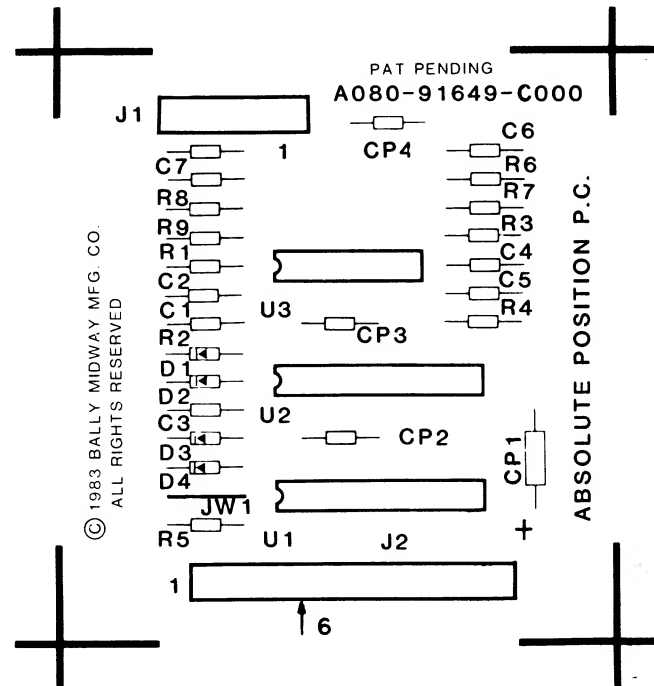 PAT PENDING
A080-91649-C000
J1
1
CP4
C6
C7
R6
R8
R7
R9
R3
R1
C4
C2
C5
C1
U3
R4
R2
CP3
D1
D2
U2
C3
CP2
CP1
D3
D4
JW1
R5
U1
J2
+
1
6
© 1983 BALLY MIDWAY MFG. CO.
ALL RIGHTS RESERVED
ABSOLUTE POSITION P.C.